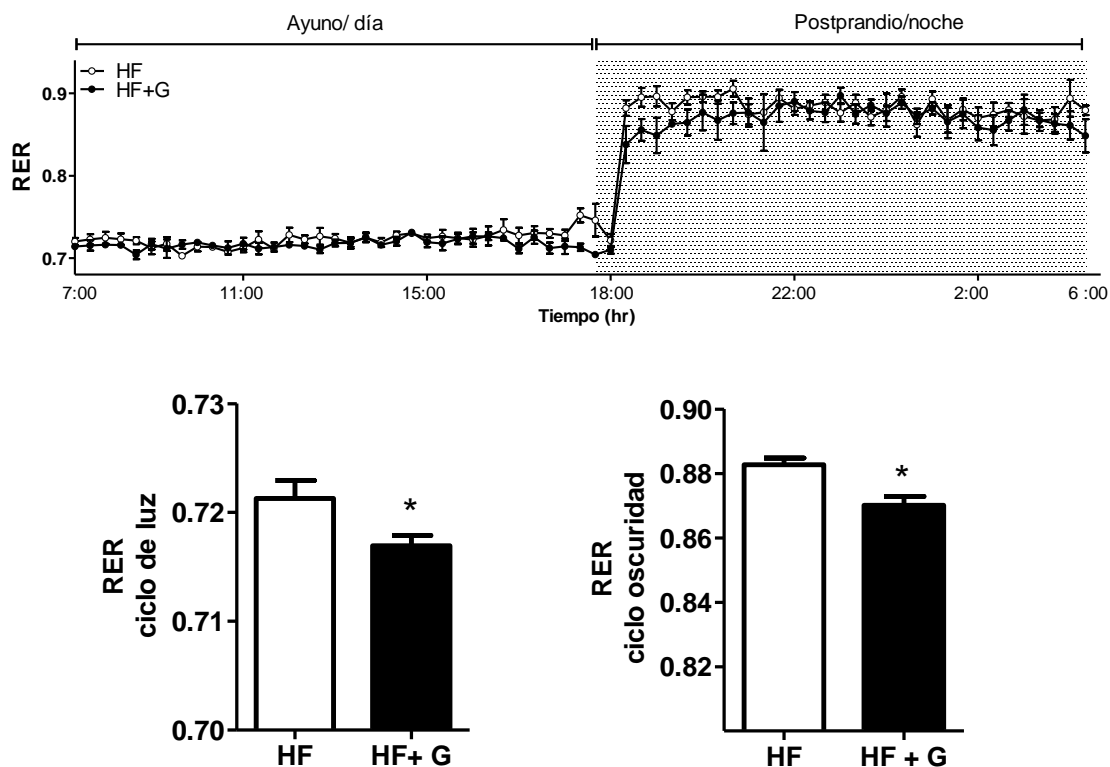 Ayuno/ día Postprandio/noche
HF
HF+G
0.9
0.8
0.7
RER
7:00 11:00 15:00 18:00 22:00 2:00 6 :00
Tiempo (hr)
0.73
0.72
0.71
0.70
RER
ciclo de luz
*
HF HF+ G
0.90
0.88
0.86
0.84
0.82
RER
ciclo oscuridad
*
HF HF + G